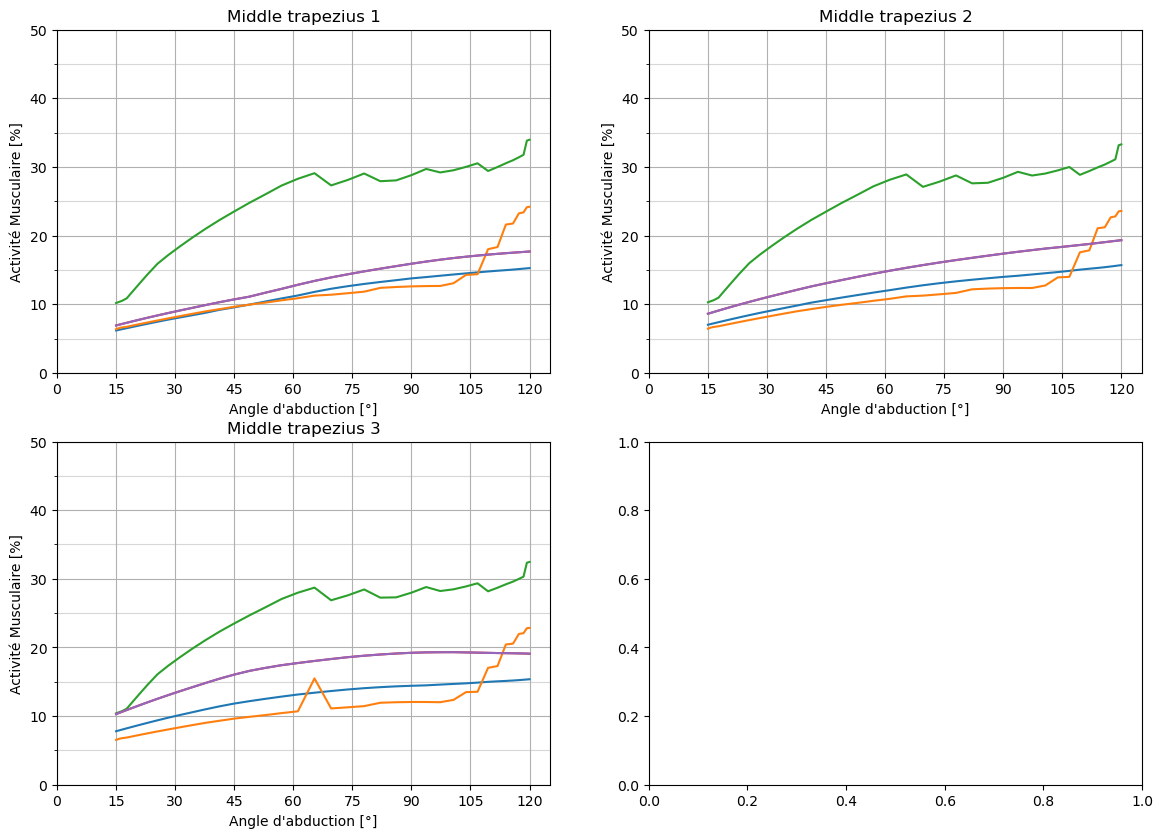 Middle trapezius 1
50
40
30
20
10
0
Activité Musculaire [%]
0 15 30 45 60 75 90 105 120
Angle d'abduction [°]
Middle trapezius 2
50
40
30
20
10
0
Activité Musculaire [%]
0 15 30 45 60 75 90 105 120
Angle d'abduction [°]
Middle trapezius 3
50
40
30
20
10
0
Activité Musculaire [%]
0 15 30 45 60 75 90 105 120
Angle d'abduction [°]
1.0
0.8
0.6
0.4
0.2
0.0
0.0 0.2 0.4 0.6 0.8 1.0